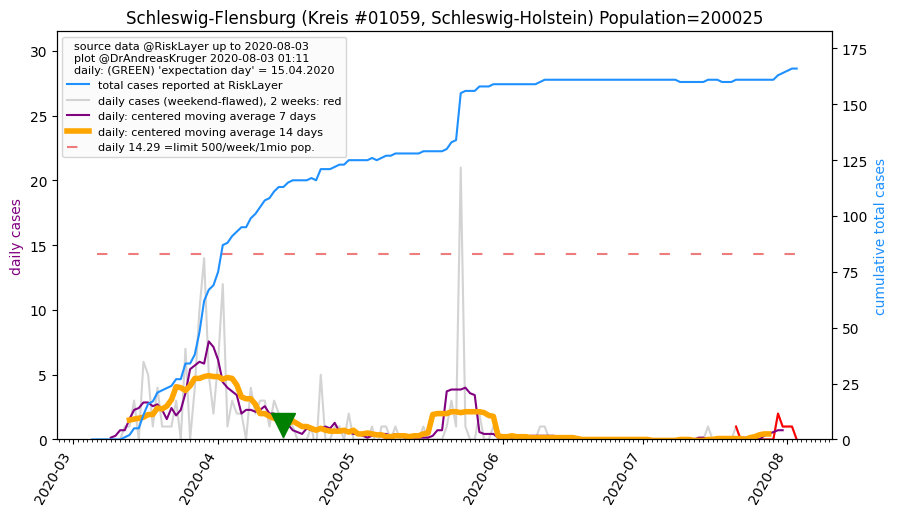 Schleswig-Flensburg (Kreis #01059, Schleswig-Holstein) Population=200025
source data @RiskLayer up to 2020-08-03
plot @DrAndreasKruger 2020-08-03 01:11
daily: (GREEN) 'expectation day' = 15.04.2020
total cases reported at RiskLayer
daily cases (weekend-flawed), 2 weeks: red
daily: centered moving average 7 days
daily: centered moving average 14 days
daily 14.29 =limit 500/week/1mio pop.
daily cases
30
25
20
15
10
5
0
cumulative total cases
175
150
125
100
75
50
25
0
2020-03
2020-04
2020-05
2020-06
2020-07
2020-08